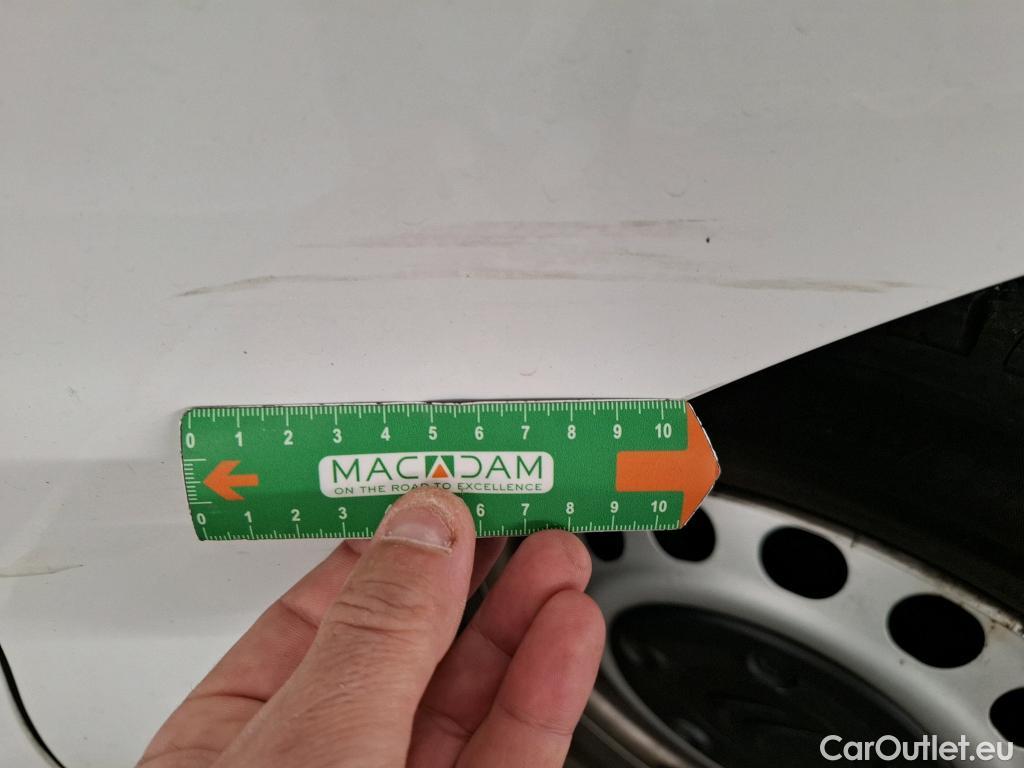 0 1 2 3 4 5 6 7 8 9 10
MACADAM
ON THE ROAD TO EXCELLENCE
0 1 2 3 6 7 8 9 10
CarOutlet.eu